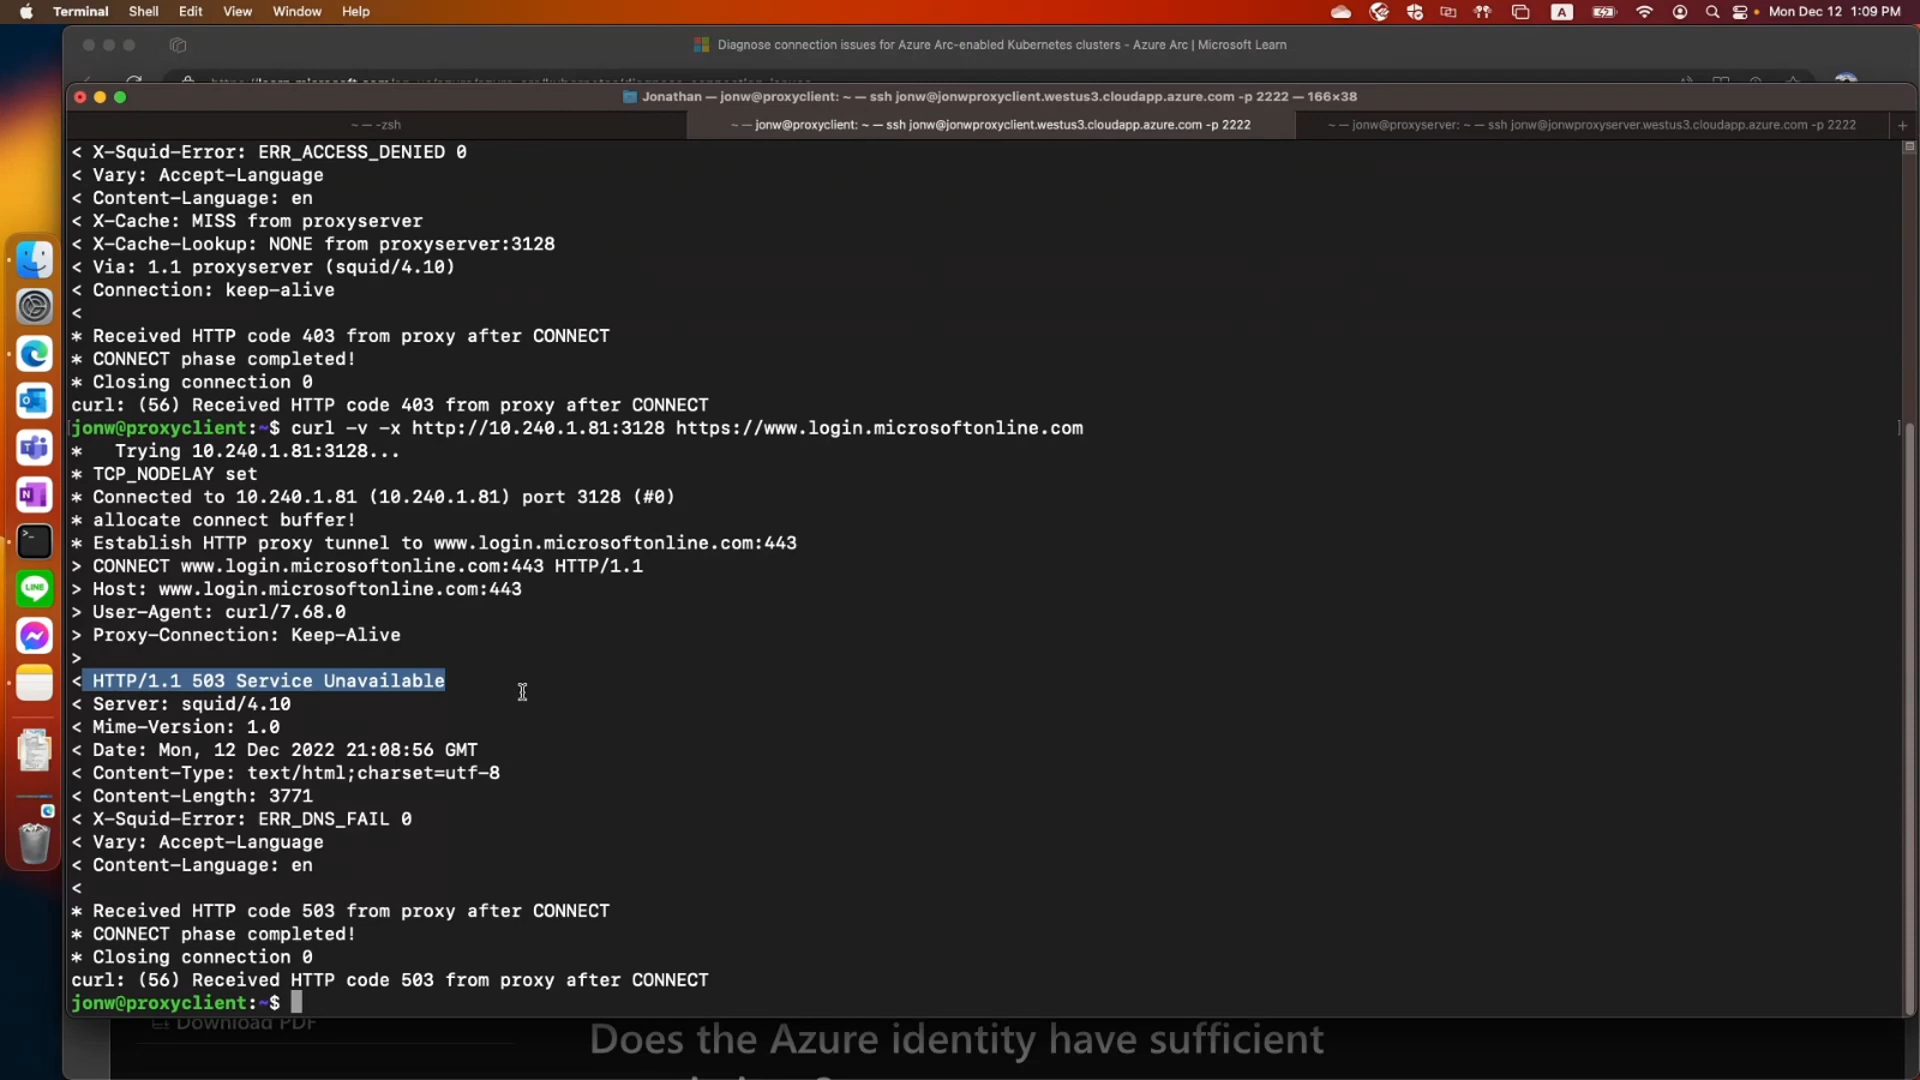 Terminal Shell Edit View Window Help
A
Mon Dec 12 1:09 PM
Diagnose connection issues for Azure Arc-enabled Kubernetes clusters - Azure Arc | Microsoft Learn
Jonathan — jonw@proxyclient: ~ — ssh jonw@jonwproxyclient.westus3.cloudapp.azure.com -p 2222 — 166×38
~ — -zsh
~ — jonw@proxyclient: ~ — ssh jonw@jonwproxyclient.westus3.cloudapp.azure.com -p 2222
~ — jonw@proxyserver: ~ — ssh jonw@jonwproxyserver.westus3.cloudapp.azure.com -p 2222
+
< X-Squid-Error: ERR_ACCESS_DENIED 0
< Vary: Accept-Language
< Content-Language: en
< X-Cache: MISS from proxyserver
< X-Cache-Lookup: NONE from proxyserver:3128
< Via: 1.1 proxyserver (squid/4.10)
< Connection: keep-alive
<
* Received HTTP code 403 from proxy after CONNECT
* CONNECT phase completed!
* Closing connection 0
curl: (56) Received HTTP code 403 from proxy after CONNECT
[jonw@proxyclient:~$ curl -v -x http://10.240.1.81:3128 https://www.login.microsoftonline.com ]
*   Trying 10.240.1.81:3128...
* TCP_NODELAY set
* Connected to 10.240.1.81 (10.240.1.81) port 3128 (#0)
* allocate connect buffer!
* Establish HTTP proxy tunnel to www.login.microsoftonline.com:443
> CONNECT www.login.microsoftonline.com:443 HTTP/1.1
> Host: www.login.microsoftonline.com:443
> User-Agent: curl/7.68.0
> Proxy-Connection: Keep-Alive
>
< HTTP/1.1 503 Service Unavailable
< Server: squid/4.10
< Mime-Version: 1.0
< Date: Mon, 12 Dec 2022 21:08:56 GMT
< Content-Type: text/html;charset=utf-8
< Content-Length: 3771
< X-Squid-Error: ERR_DNS_FAIL 0
< Vary: Accept-Language
< Content-Language: en
<
* Received HTTP code 503 from proxy after CONNECT
* CONNECT phase completed!
* Closing connection 0
curl: (56) Received HTTP code 503 from proxy after CONNECT
jonw@proxyclient:~$
Download PDF
Does the Azure identity have sufficient
LINE